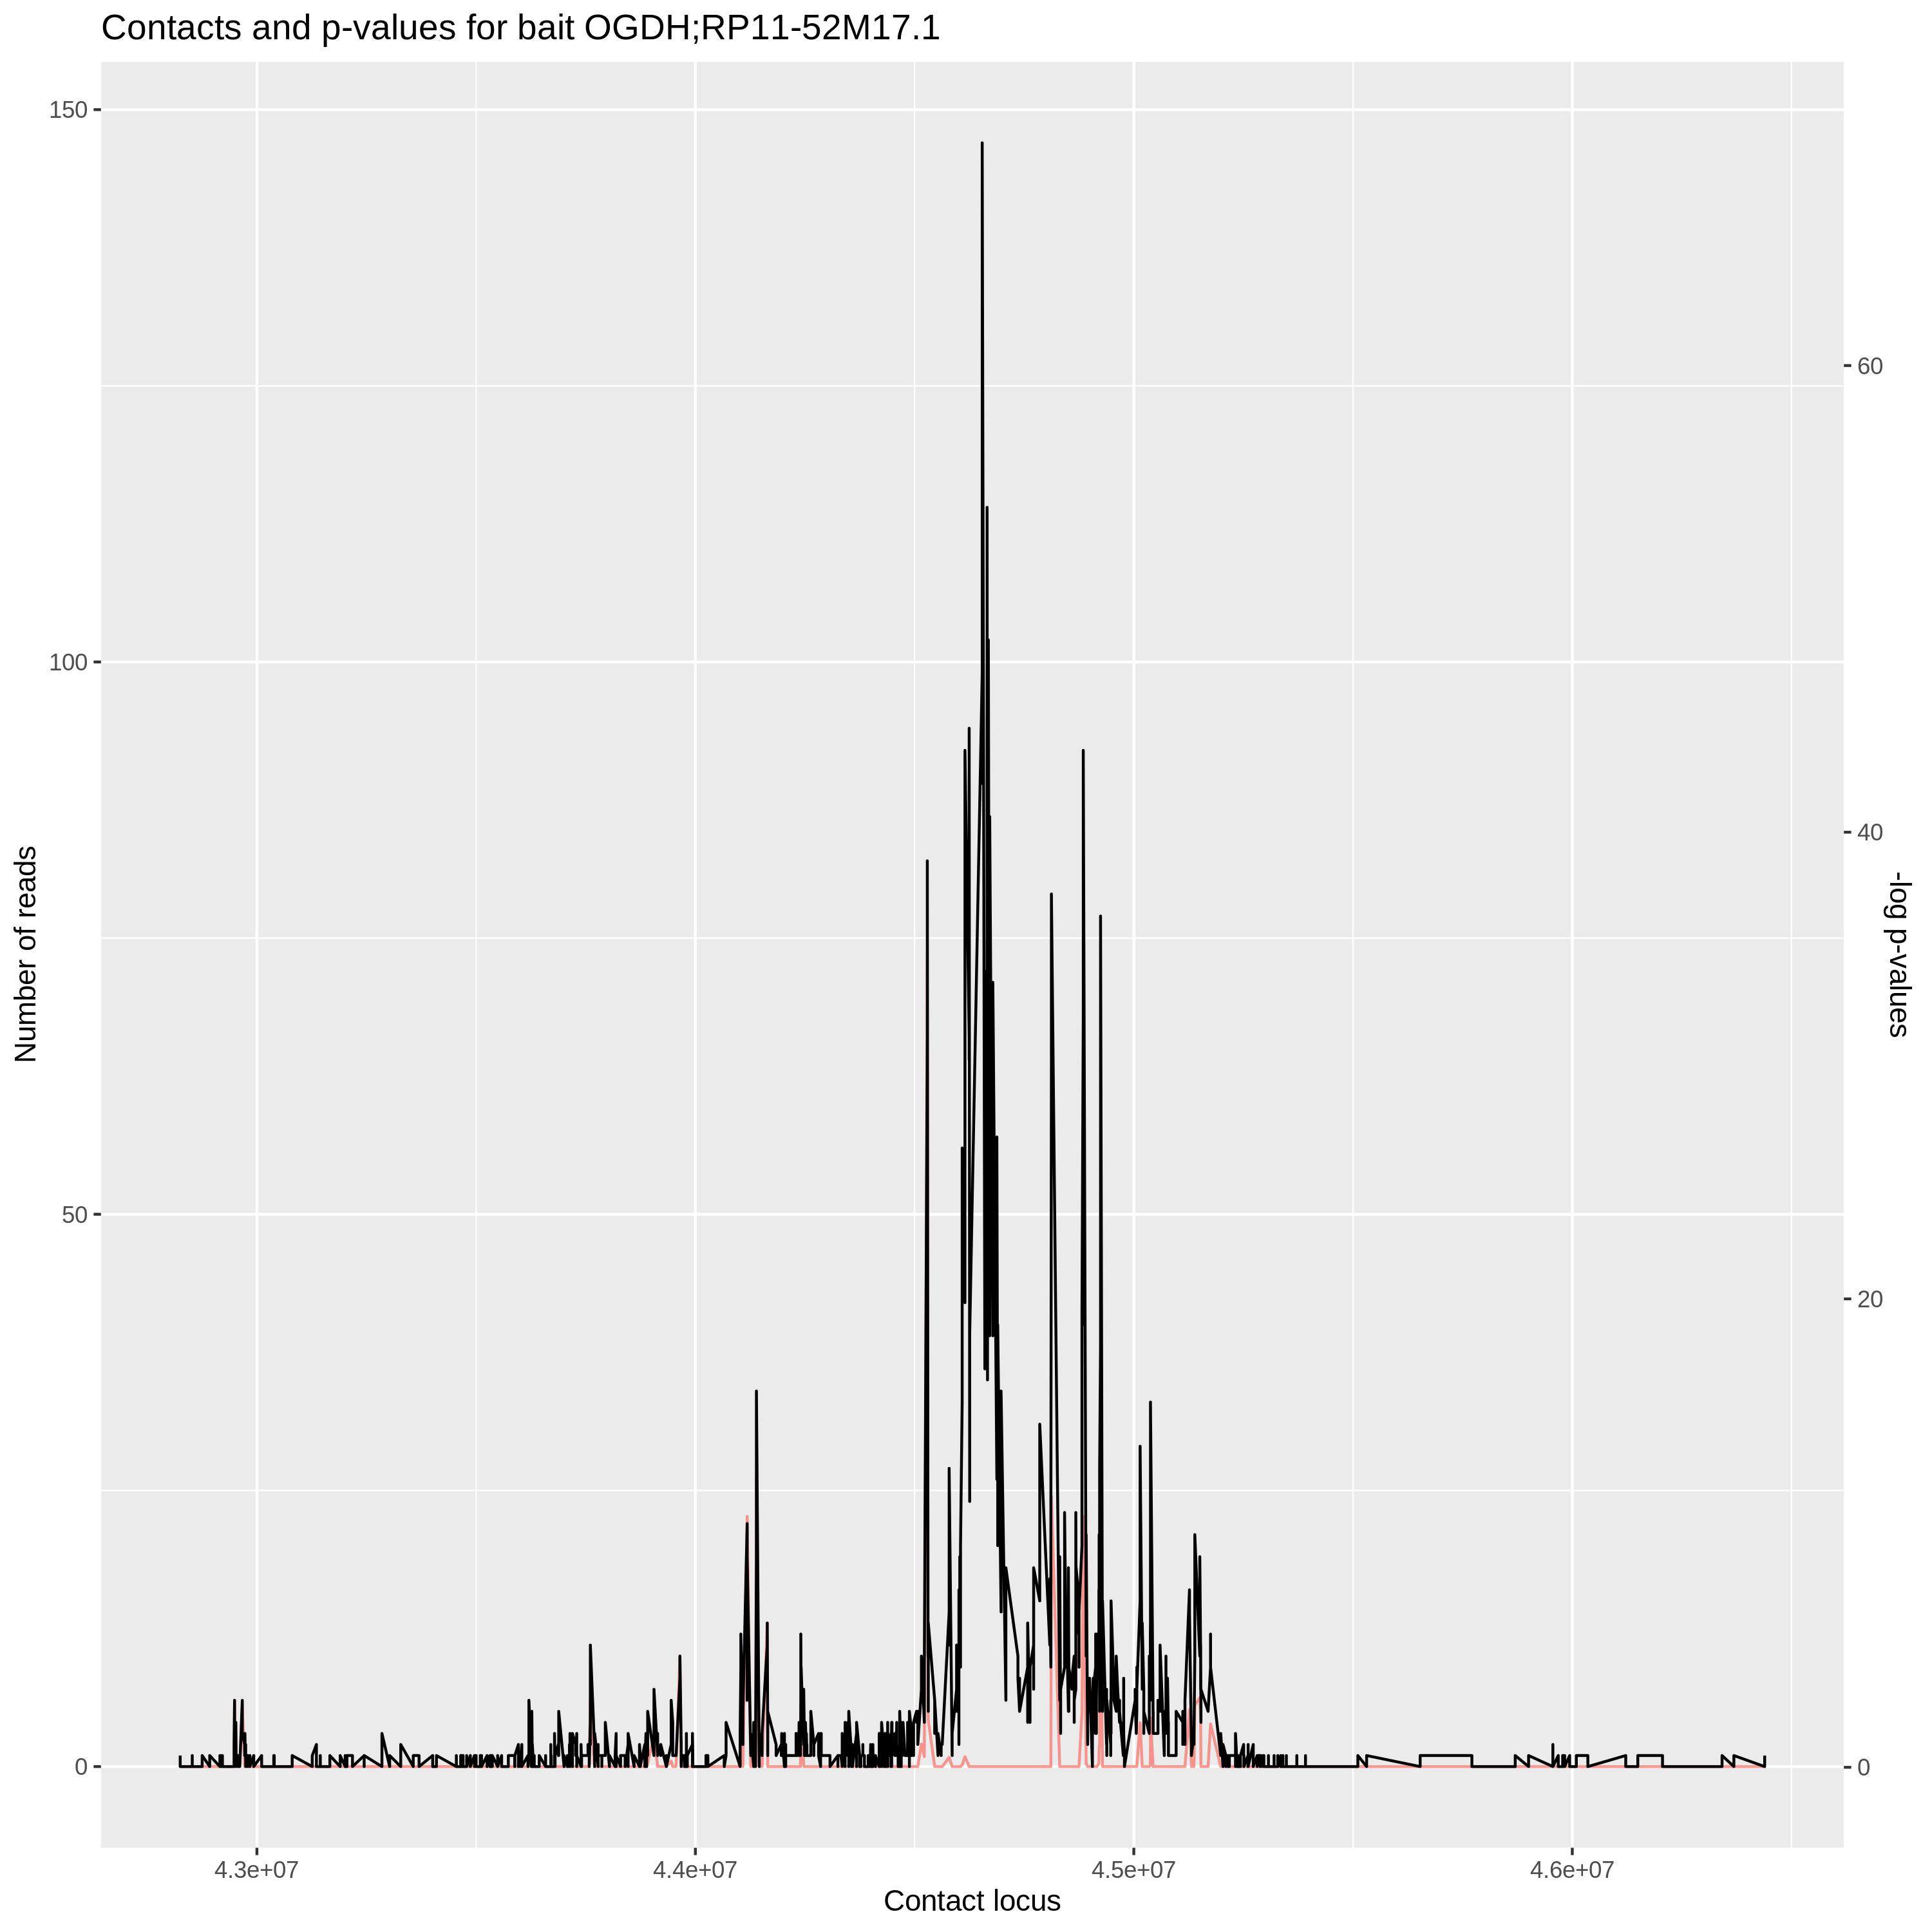 Contacts and p-values for bait OGDH;RP11-52M17.1
150
100
50
0
Number of reads
60
40
20
0
-log p-values
4.3e+07
4.4e+07
4.5e+07
4.6e+07
Contact locus